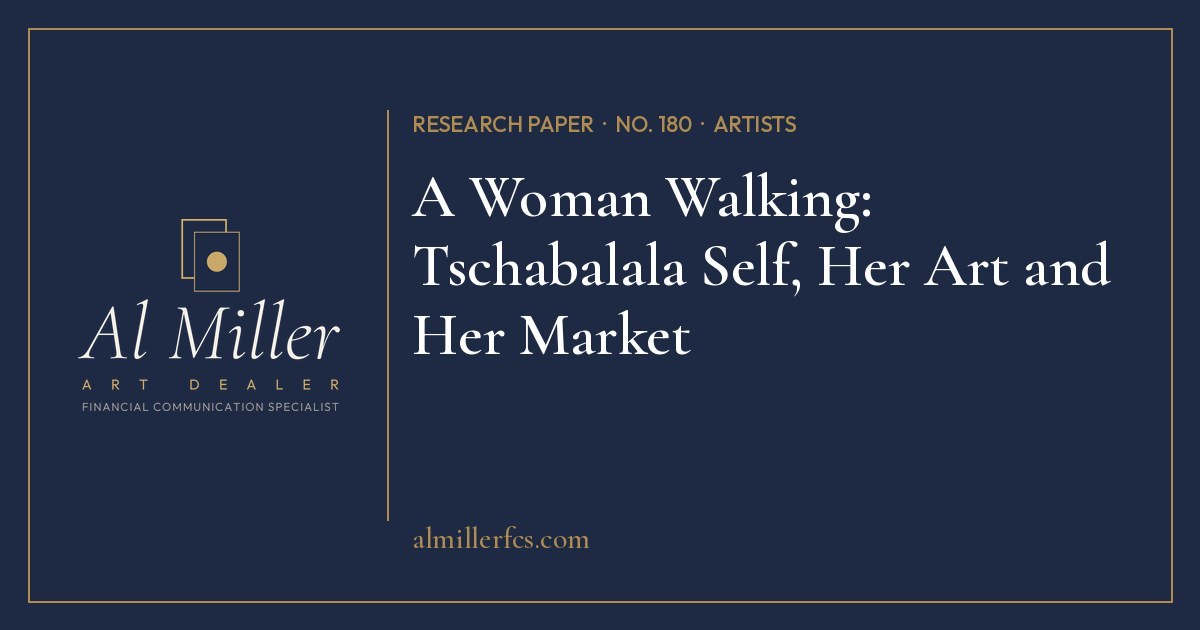 Al Miller
ART DEALER
FINANCIAL COMMUNICATION SPECIALIST
RESEARCH PAPER · NO. 180 · ARTISTS
A Woman Walking:
Tschabalala Self, Her Art and
Her Market
almillerfcs.com